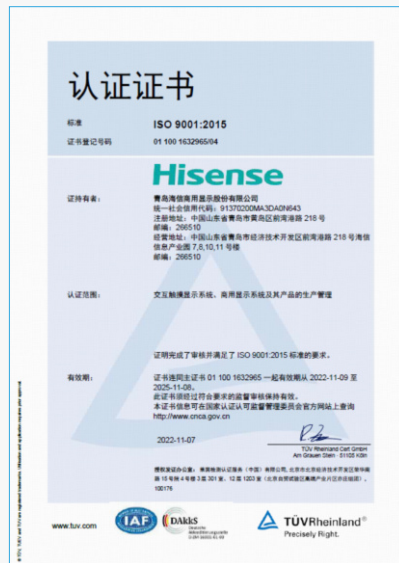 认证证书
标准 ISO 9001:2015
证书登记号码 01 100 1632965/04
Hisense
证持有者: 青岛海信商用显示股份有限公司
统一社会信用代码: 91370200MA3DA0N643
注册地址: 中国山东省青岛市黄岛区前湾港路 218 号
邮编: 266510
经营地址: 中国山东省青岛市经济技术开发区前湾港路 218 号海信
信息产业园 7,8,10,11 号楼
邮编: 266510
认证范围: 交互触摸显示系统、商用显示系统及其产品的生产管理
证明完成了审核并满足了 ISO 9001:2015 标准的要求。
有效期: 证书连同主证书 01 100 1632965 一起有效期从 2022-11-09 至
2025-11-08。
此证书须经过符合要求的监督审核保持有效。
本证书信息可在国家认证认可监督管理委员会官方网站上查询
http://www.cnca.gov.cn
2022-11-07
TÜV Rheinland Cert GmbH
Am Grauen Stein · 51105 Köln
www.tuv.com
IAF
DAkkS
Deutsche
Akkreditierungsstelle
TÜVRheinland®
Precisely Right.